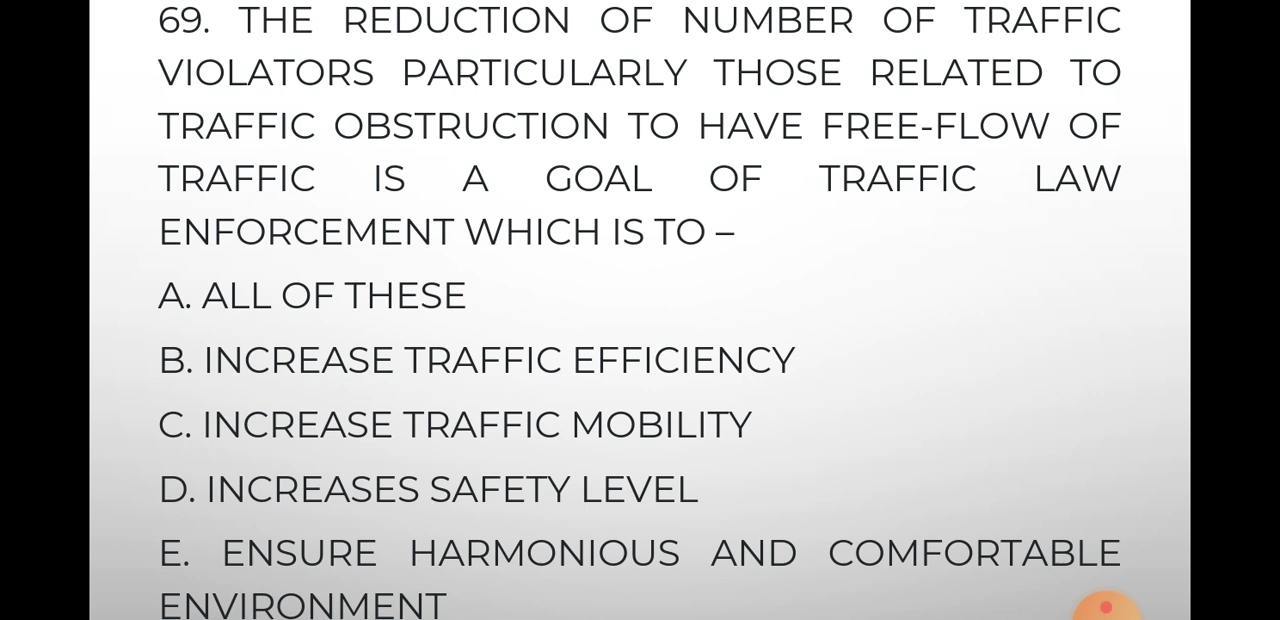 69. THE REDUCTION OF NUMBER OF TRAFFIC
VIOLATORS PARTICULARLY THOSE RELATED TO
TRAFFIC OBSTRUCTION TO HAVE FREE-FLOW OF
TRAFFIC IS A GOAL OF TRAFFIC LAW
ENFORCEMENT WHICH IS TO –
A. ALL OF THESE
B. INCREASE TRAFFIC EFFICIENCY
C. INCREASE TRAFFIC MOBILITY
D. INCREASES SAFETY LEVEL
E. ENSURE HARMONIOUS AND COMFORTABLE
ENVIRONMENT